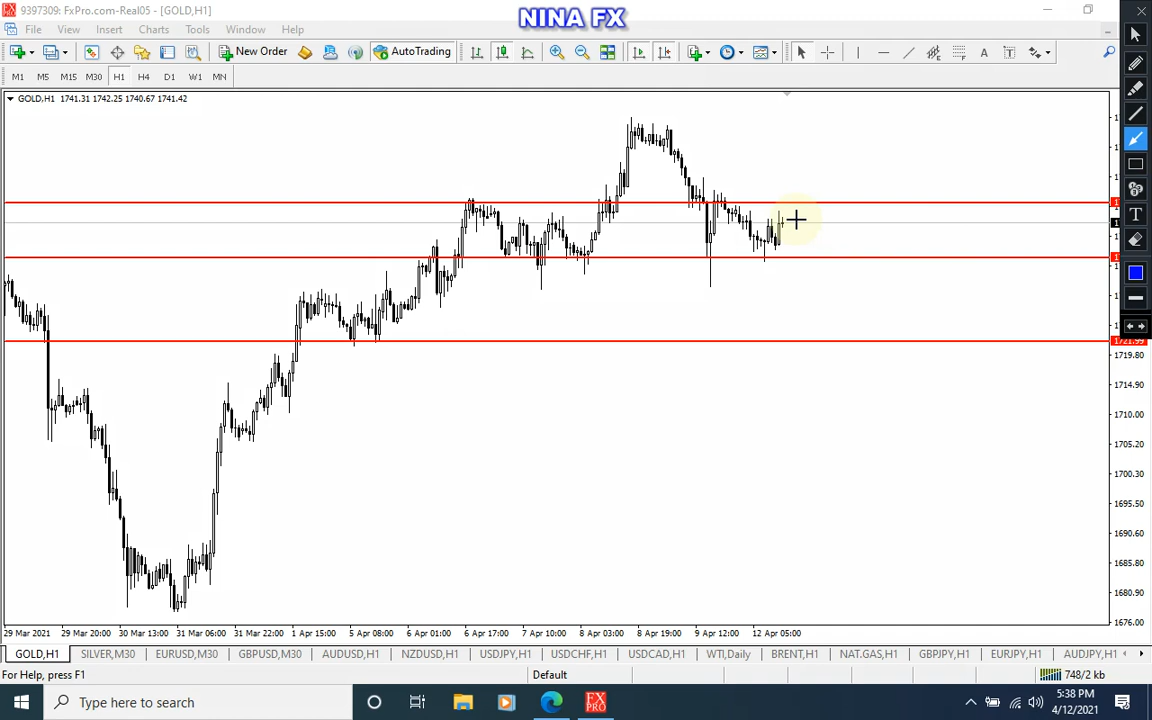 9397309: FxPro.com-Real05 - [GOLD,H1]
NINA FX
File View Insert Charts Tools Window Help
New Order AutoTrading
M1 M5 M15 M30 H1 H4 D1 W1 MN
GOLD,H1 1741.31 1742.25 1740.67 1741.42
1721.99
1719.80
1714.90
1710.00
1705.20
1700.30
1695.50
1690.60
1685.80
1680.90
1676.00
29 Mar 2021 29 Mar 20:00 30 Mar 13:00 31 Mar 06:00 31 Mar 22:00 1 Apr 15:00 5 Apr 08:00 6 Apr 01:00 6 Apr 17:00 7 Apr 10:00 8 Apr 03:00 8 Apr 19:00 9 Apr 12:00 12 Apr 05:00
GOLD,H1 SILVER,M30 EURUSD,M30 GBPUSD,M30 AUDUSD,H1 NZDUSD,H1 USDJPY,H1 USDCHF,H1 USDCAD,H1 WTI,Daily BRENT,H1 NAT.GAS,H1 GBPJPY,H1 EURJPY,H1 AUDJPY,H1
For Help, press F1 Default 748/2 kb
Type here to search FX PRO 5:38 PM
4/12/2021